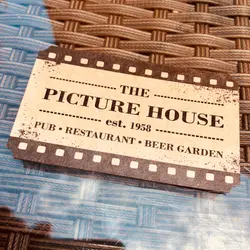 THE
PICTURE HOUSE
est. 1958
PUB • RESTAURANT • BEER GARDEN